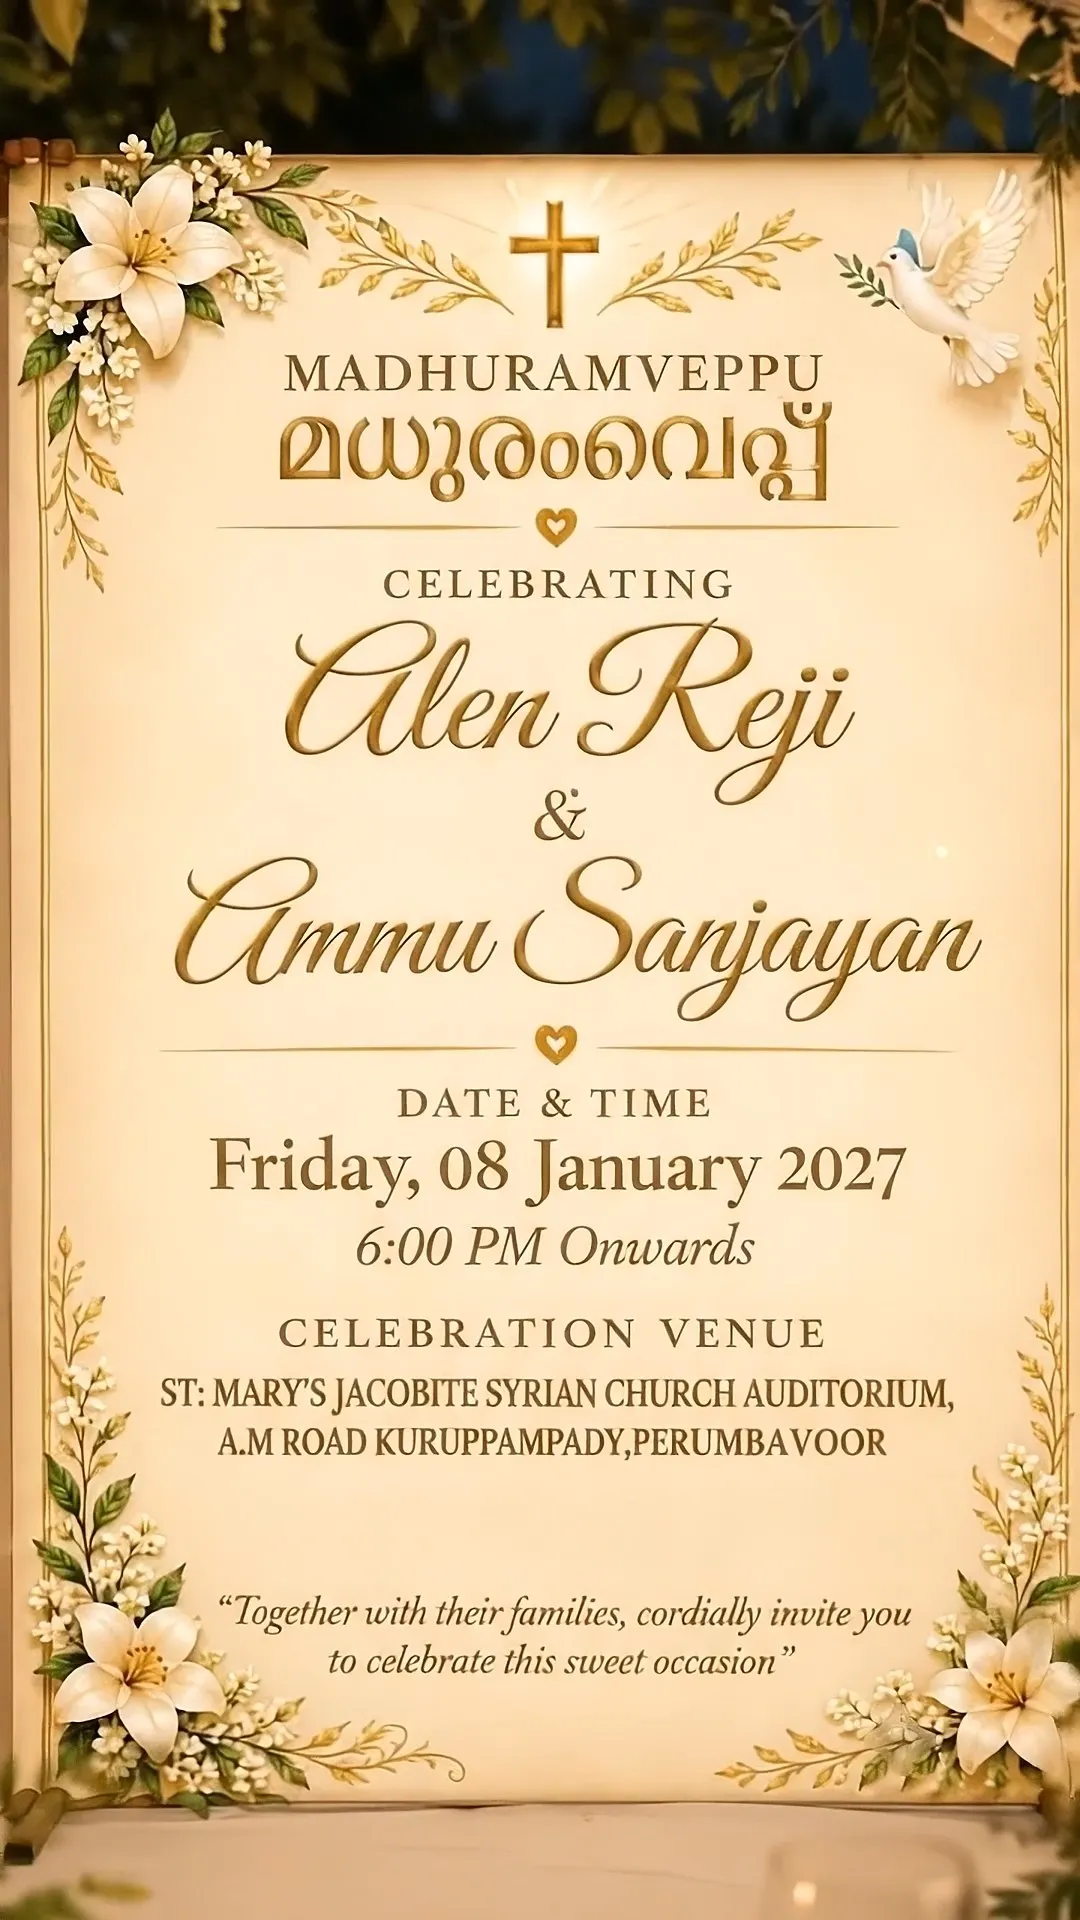 MADHURAMVEPPU
മധുരംവെപ്പ്
CELEBRATING
Alen Reji
&
Ammu Sanjayan
DATE & TIME
Friday, 08 January 2027
6:00 PM Onwards
CELEBRATION VENUE
ST: MARY'S JACOBITE SYRIAN CHURCH AUDITORIUM,
A.M ROAD KURUPPAMPADY,PERUMBAVOOR
“Together with their families, cordially invite you
to celebrate this sweet occasion”